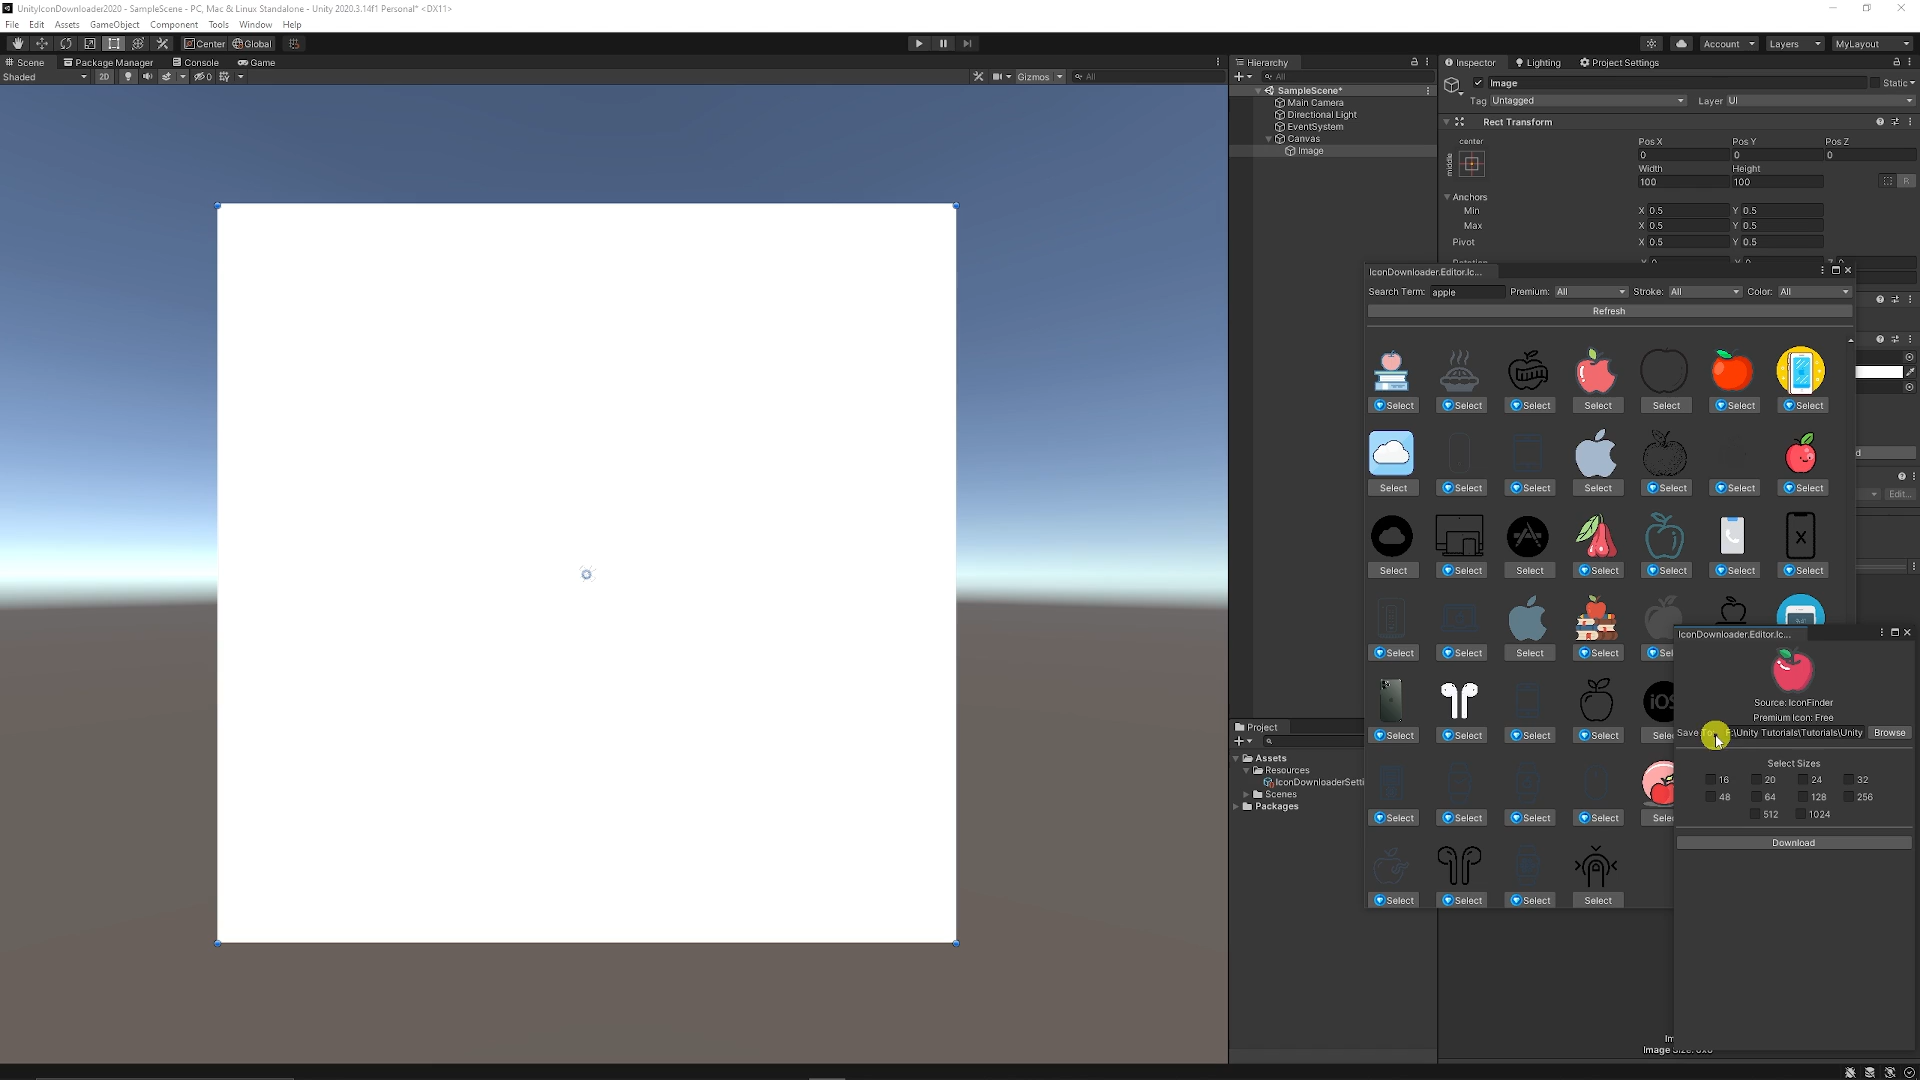 UnityIconDownloader2020 - SampleScene - PC, Mac & Linux Standalone - Unity 2020.3.14f1 Personal* <DX11>
File Edit Assets GameObject Component Tools Window Help
Center Global Account Layers MyLayout
Scene Package Manager Console Game
Shaded 2D 0 Gizmos All
Hierarchy
All
SampleScene*
Main Camera
Directional Light
EventSystem
Canvas
Image
Inspector Lighting Project Settings
Image Static
Tag Untagged Layer UI
Rect Transform
center
middle
Pos X Pos Y Pos Z
0 0 0
Width Height
100 100 R
Anchors
Min X 0.5 Y 0.5
Max X 0.5 Y 0.5
Pivot X 0.5 Y 0.5
IconDownloader.Editor.Ic...
Search Term: apple Premium: All Stroke: All Color: All
Refresh
Select Select Select Select Select Select Select
Select Select Select Select Select Select Select
Edit...
X
Select Select Select Select Select Select Select
Select Select Select Select Sel
iOS
Select Select Select Select Sele
Select Select Select Select Sele
Select Select Select Select
Project
Assets
Resources
IconDownloaderSetti
Scenes
Packages
IconDownloader.Editor.Ic...
Source: IconFinder
Premium Icon: Free
Save To F:\Unity Tutorials\Tutorials\Unity Browse
Select Sizes
16 20 24 32
48 64 128 256
512 1024
Download